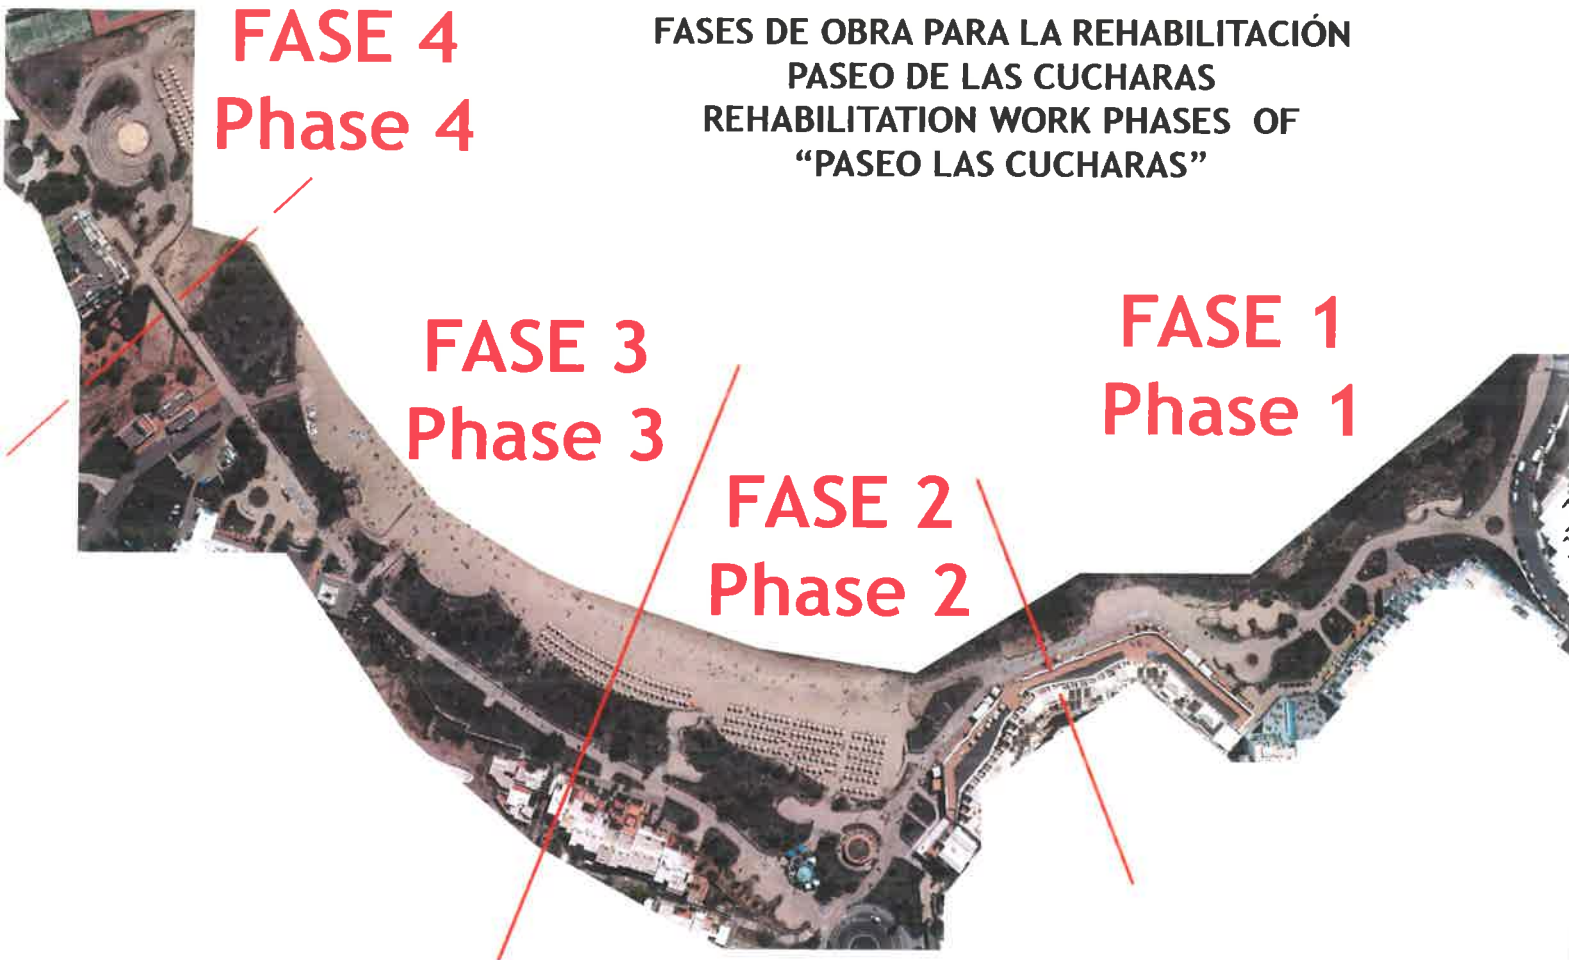 FASES DE OBRA PARA LA REHABILITACIÓN
PASEO DE LAS CUCHARAS
REHABILITATION WORK PHASES OF
“PASEO LAS CUCHARAS”
FASE 4
Phase 4
FASE 3
Phase 3
FASE 2
Phase 2
FASE 1
Phase 1